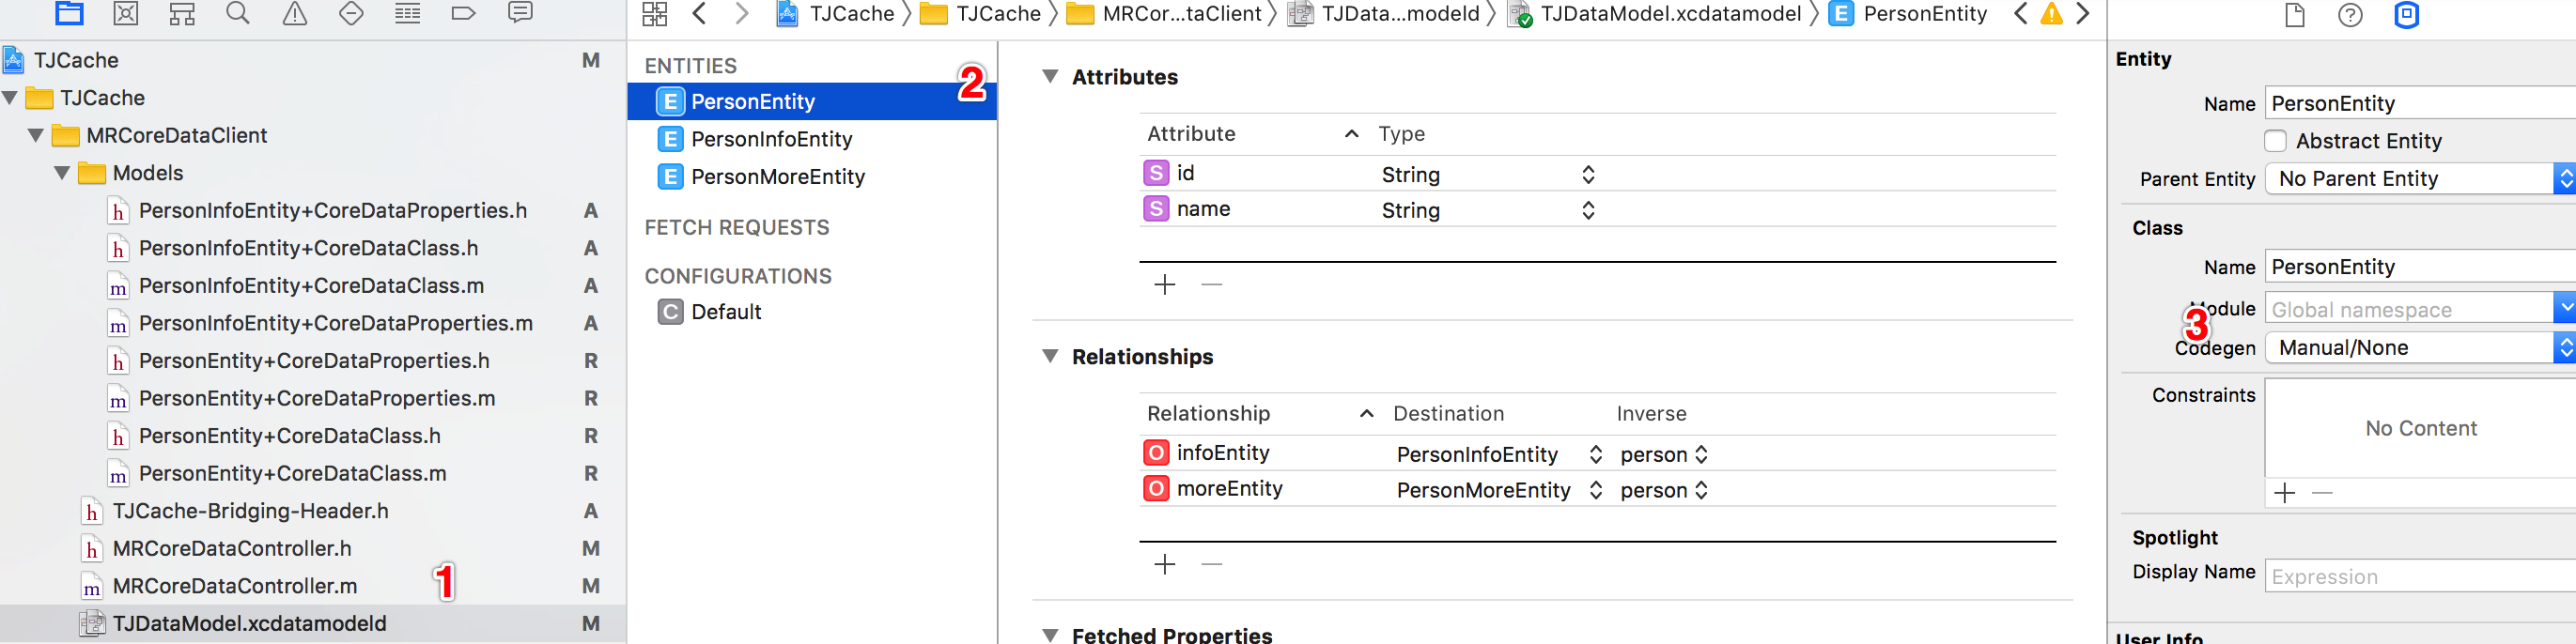 TJCache 〉 TJCache 〉 MRCor...taClient 〉 TJData...modeld 〉 TJDataModel.xcdatamodel 〉 E PersonEntity
TJCache M
TJCache
MRCoreDataClient
Models
h PersonInfoEntity+CoreDataProperties.h A
h PersonInfoEntity+CoreDataClass.h A
m PersonInfoEntity+CoreDataClass.m A
m PersonInfoEntity+CoreDataProperties.m A
h PersonEntity+CoreDataProperties.h R
m PersonEntity+CoreDataProperties.m R
h PersonEntity+CoreDataClass.h R
m PersonEntity+CoreDataClass.m R
h TJCache-Bridging-Header.h A
h MRCoreDataController.h M
m MRCoreDataController.m M
1
TJDataModel.xcdatamodeld M
ENTITIES
2
E PersonEntity
E PersonInfoEntity
E PersonMoreEntity
FETCH REQUESTS
CONFIGURATIONS
C Default
Attributes
Attribute Type
S id String
S name String
+ —
Relationships
Relationship Destination Inverse
O infoEntity PersonInfoEntity person
O moreEntity PersonMoreEntity person
+ —
Fetched Properties
Entity
Name PersonEntity
Abstract Entity
Parent Entity No Parent Entity
Class
Name PersonEntity
Module Global namespace
3
Codegen Manual/None
Constraints
No Content
+ —
Spotlight
Display Name Expression
User Info